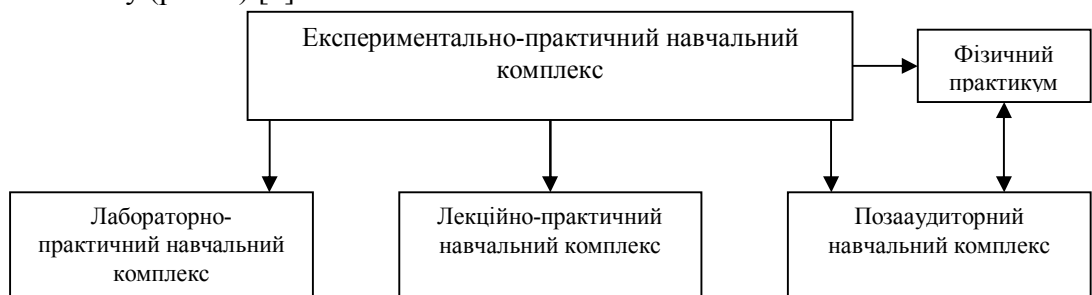 Експериментально-практичний навчальний
комплекс
Фізичний
практикум
Лабораторно-
практичний навчальний
комплекс
Лекційно-практичний
навчальний комплекс
Позааудиторний
навчальний комплекс